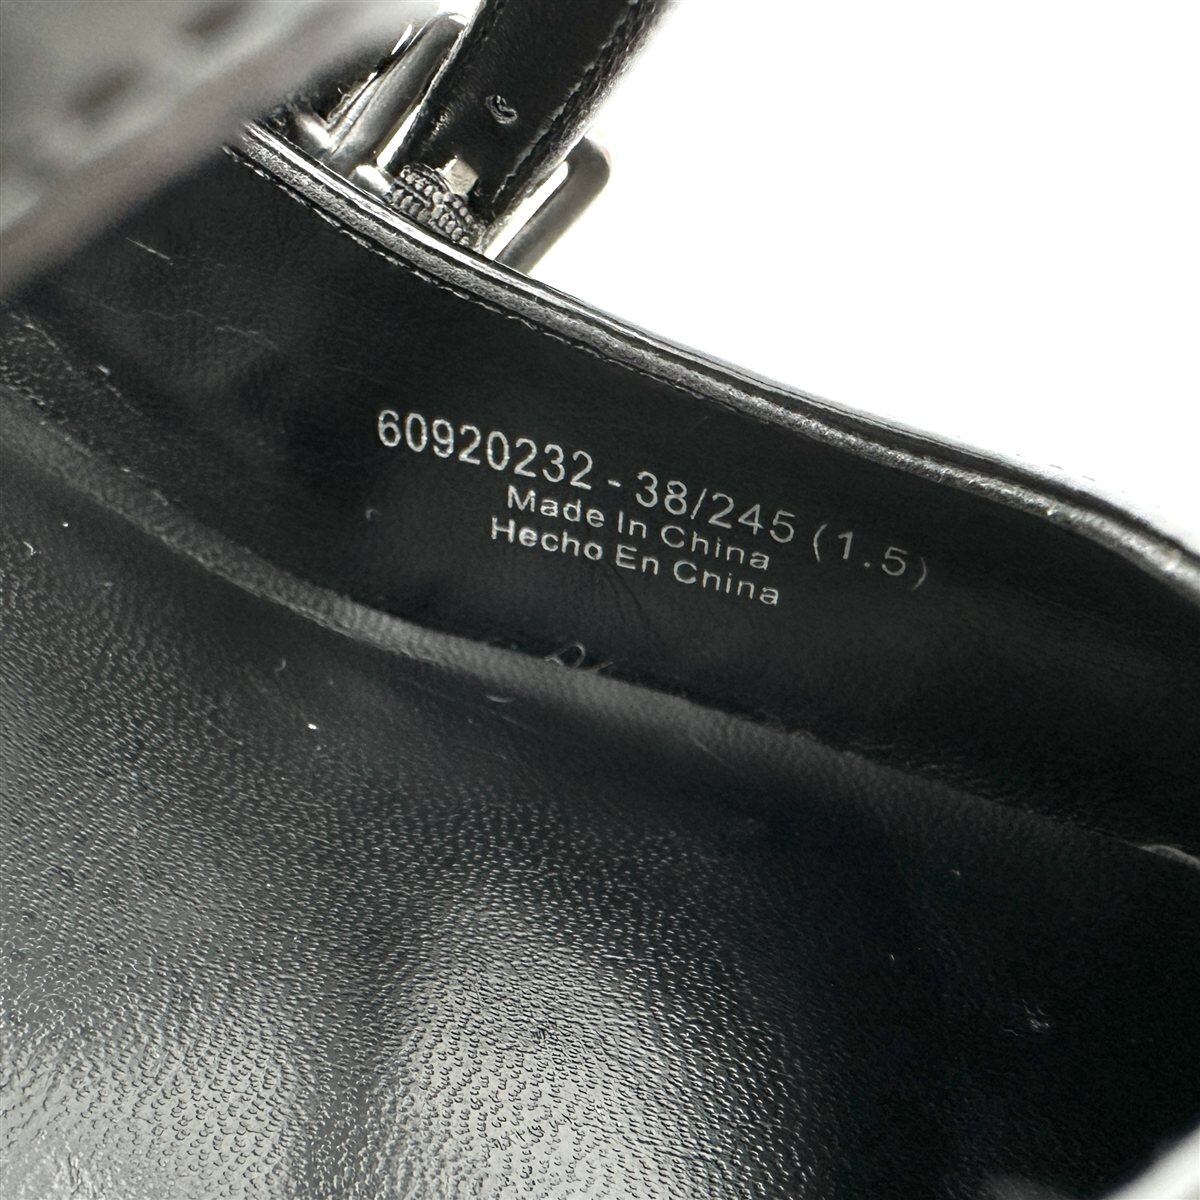 60920232 - 38/245 (1.5)
Made In China
Hecho En China